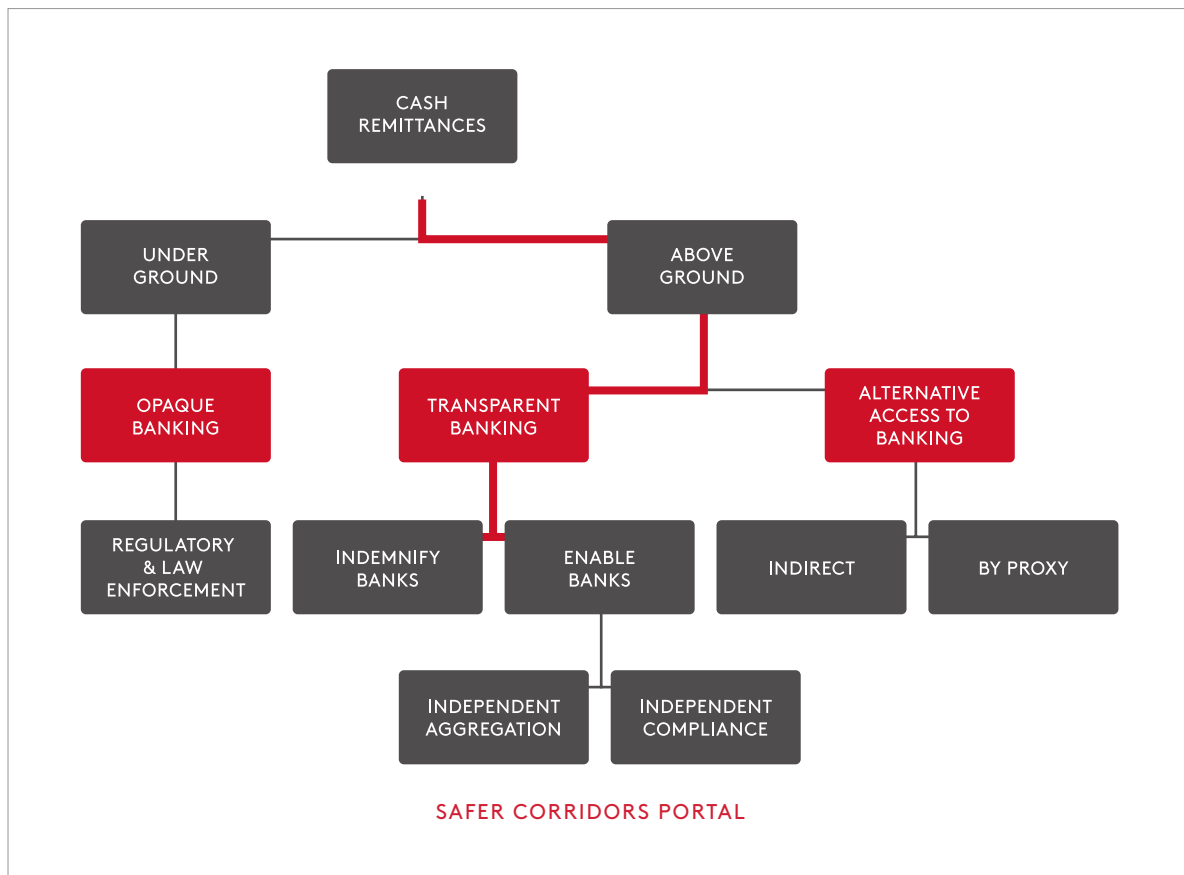 CASH
REMITTANCES
UNDER
GROUND
ABOVE
GROUND
OPAQUE
BANKING
TRANSPARENT
BANKING
ALTERNATIVE
ACCESS TO
BANKING
REGULATORY
& LAW
ENFORCEMENT
INDEMNIFY
BANKS
ENABLE
BANKS
INDIRECT
BY PROXY
INDEPENDENT
AGGREGATION
INDEPENDENT
COMPLIANCE
SAFER CORRIDORS PORTAL